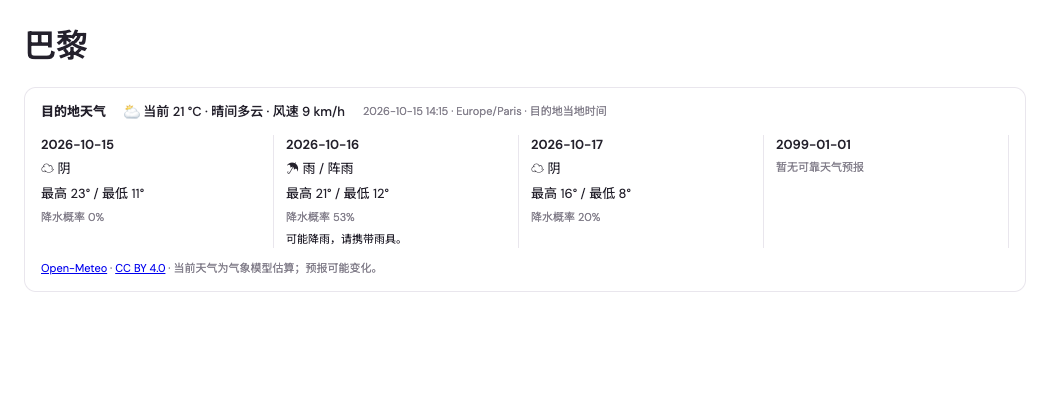 巴黎
目的地天气 当前 21 °C · 晴间多云 · 风速 9 km/h 2026-10-15 14:15 · Europe/Paris · 目的地当地时间
2026-10-15
阴
最高 23° / 最低 11°
降水概率 0%
2026-10-16
雨 / 阵雨
最高 21° / 最低 12°
降水概率 53%
可能降雨，请携带雨具。
2026-10-17
阴
最高 16° / 最低 8°
降水概率 20%
2099-01-01
暂无可靠天气预报
Open-Meteo · CC BY 4.0 · 当前天气为气象模型估算；预报可能变化。